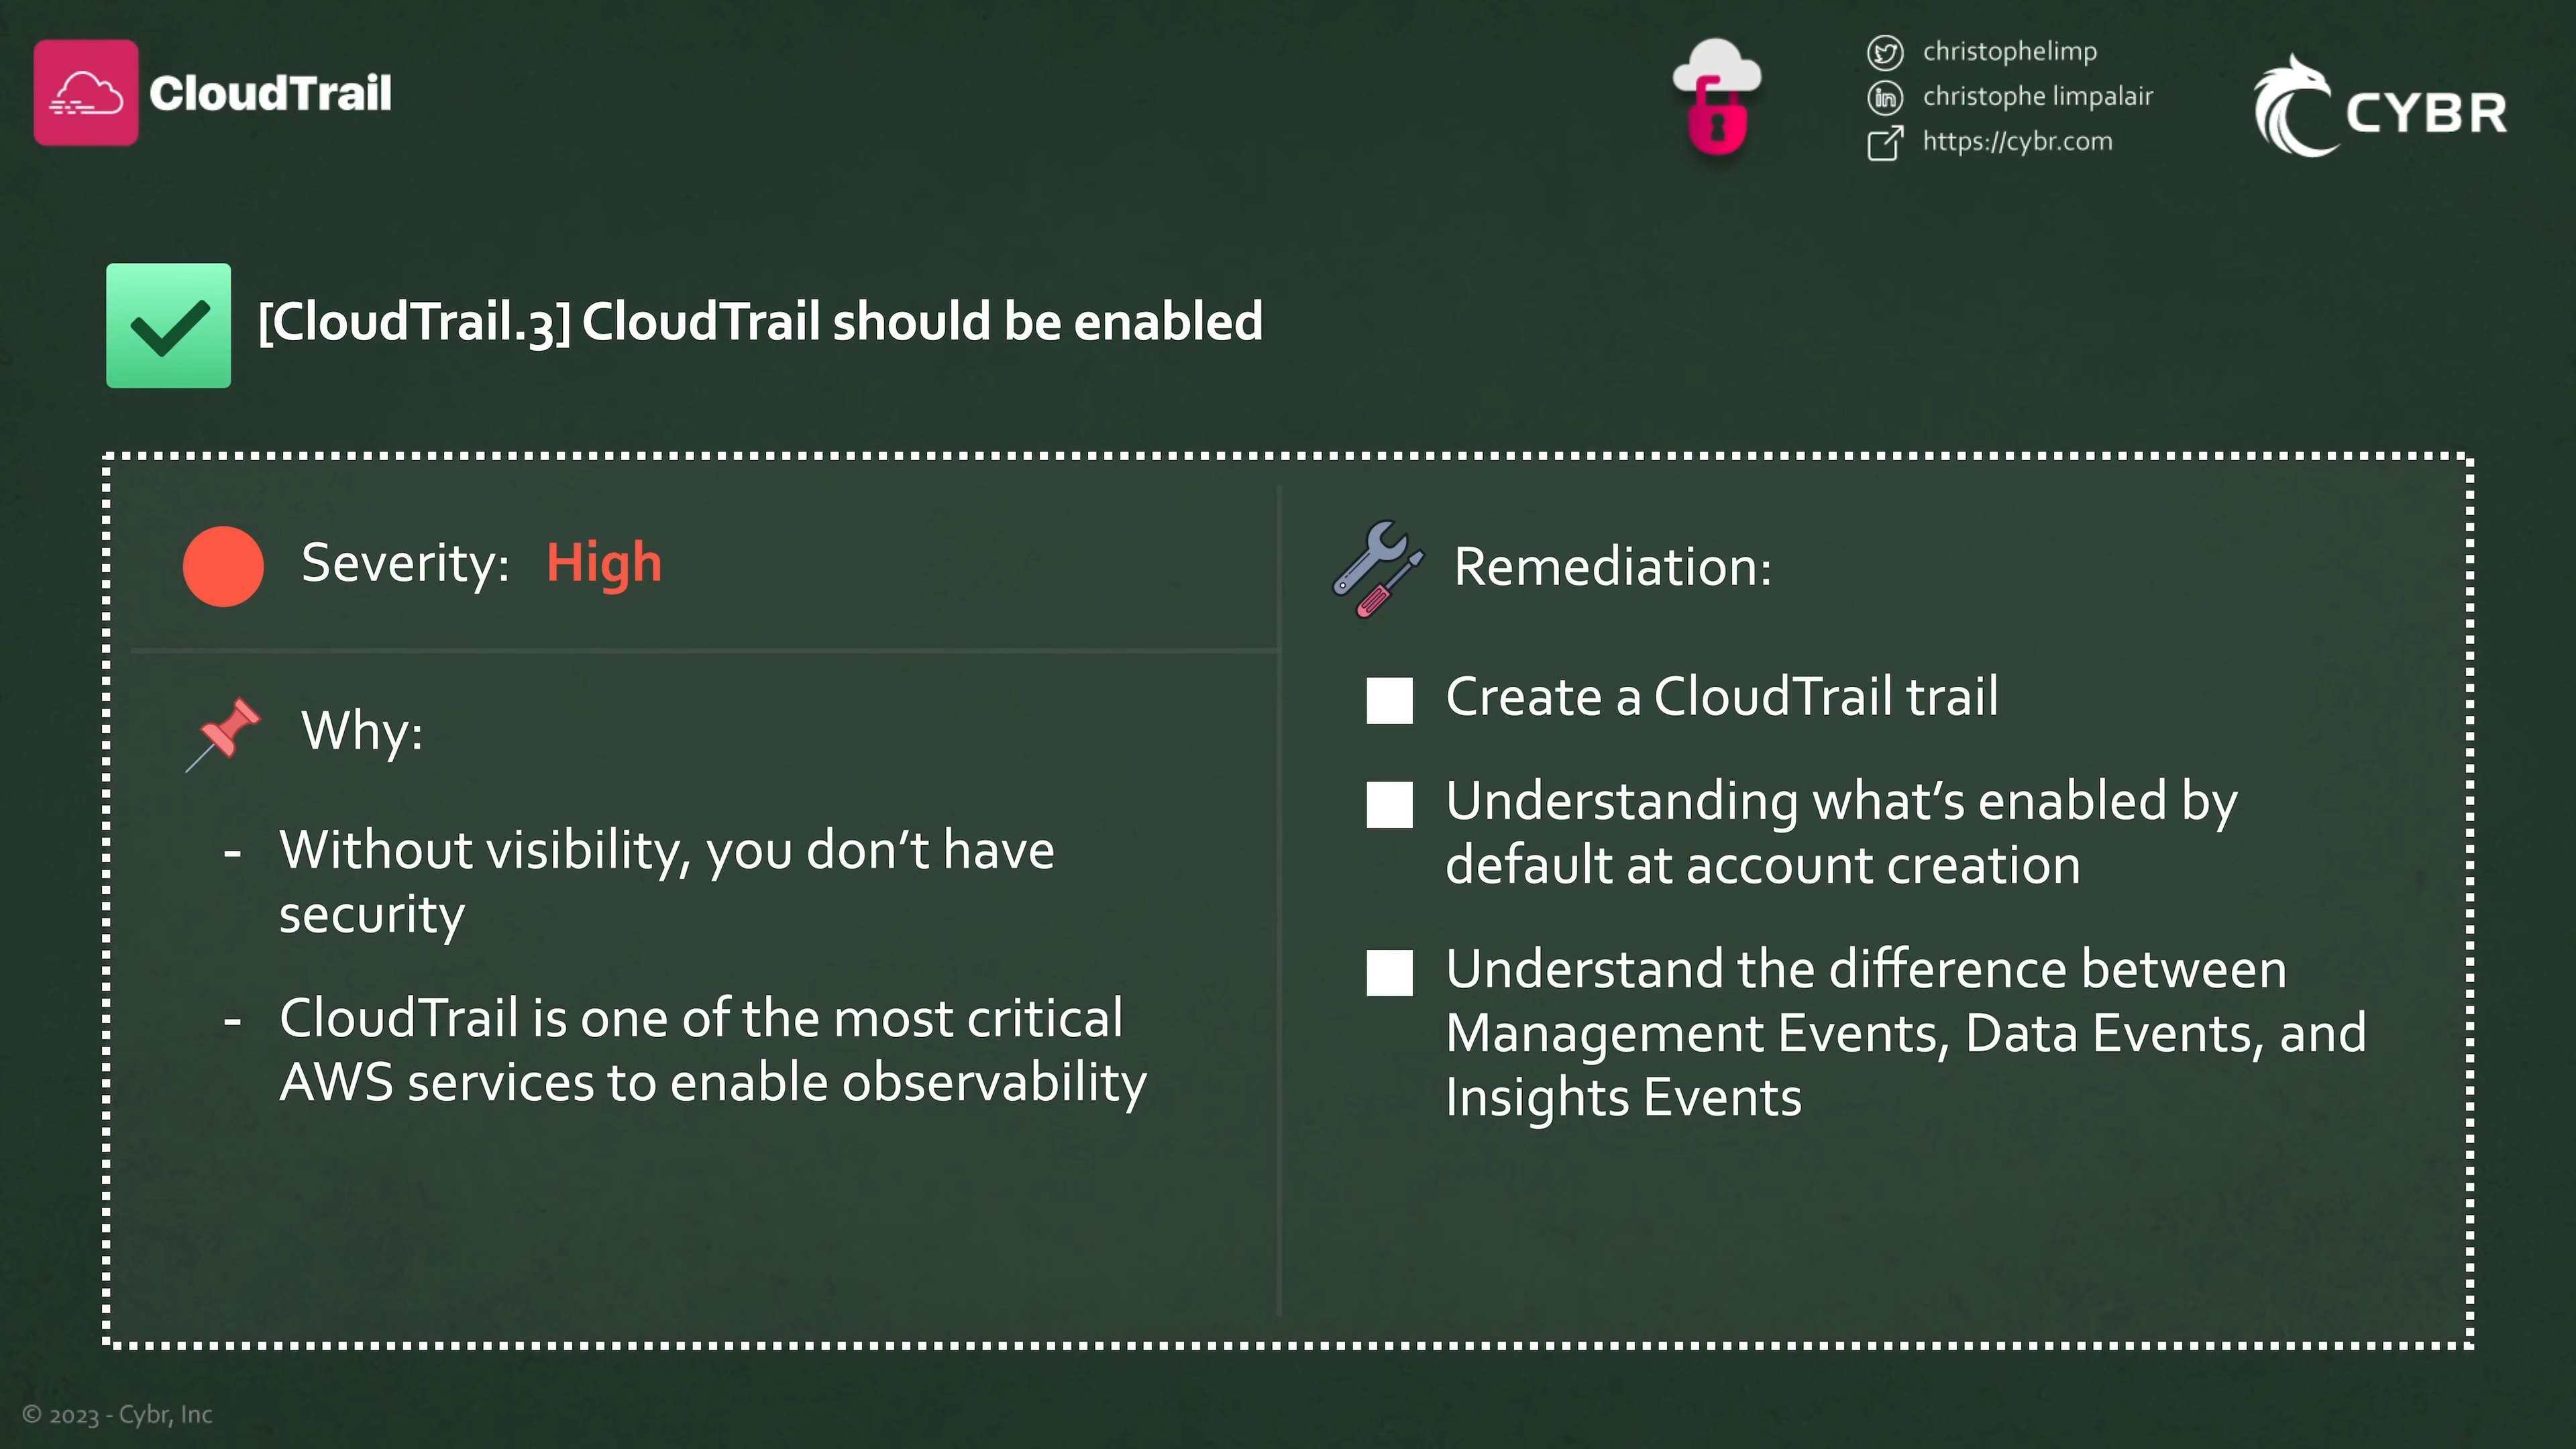 CloudTrail
christophelimp
christophe limpalair
https://cybr.com
CYBR
[CloudTrail.3] CloudTrail should be enabled
Severity: High
Why:
- Without visibility, you don’t have
security
- CloudTrail is one of the most critical
AWS services to enable observability
Remediation:
Create a CloudTrail trail
Understanding what’s enabled by
default at account creation
Understand the difference between
Management Events, Data Events, and
Insights Events
© 2023 - Cybr, Inc